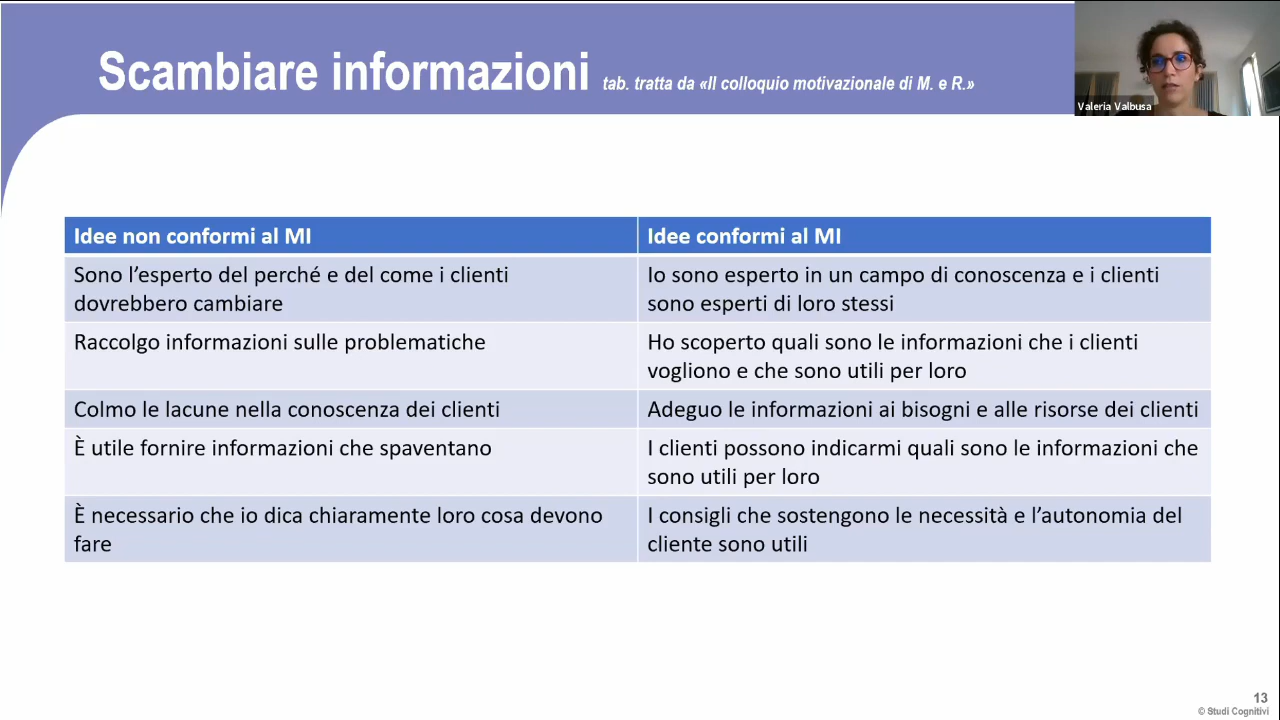 Scambiare informazioni tab. tratta da «Il colloquio motivazionale di M. e R.»
Valeria Valbusa
Idee non conformi al MI
Idee conformi al MI
Sono l’esperto del perché e del come i clienti
dovrebbero cambiare
Io sono esperto in un campo di conoscenza e i clienti
sono esperti di loro stessi
Raccolgo informazioni sulle problematiche
Ho scoperto quali sono le informazioni che i clienti
vogliono e che sono utili per loro
Colmo le lacune nella conoscenza dei clienti
Adeguo le informazioni ai bisogni e alle risorse dei clienti
È utile fornire informazioni che spaventano
I clienti possono indicarmi quali sono le informazioni che
sono utili per loro
È necessario che io dica chiaramente loro cosa devono
fare
I consigli che sostengono le necessità e l’autonomia del
cliente sono utili
13
© Studi Cognitivi